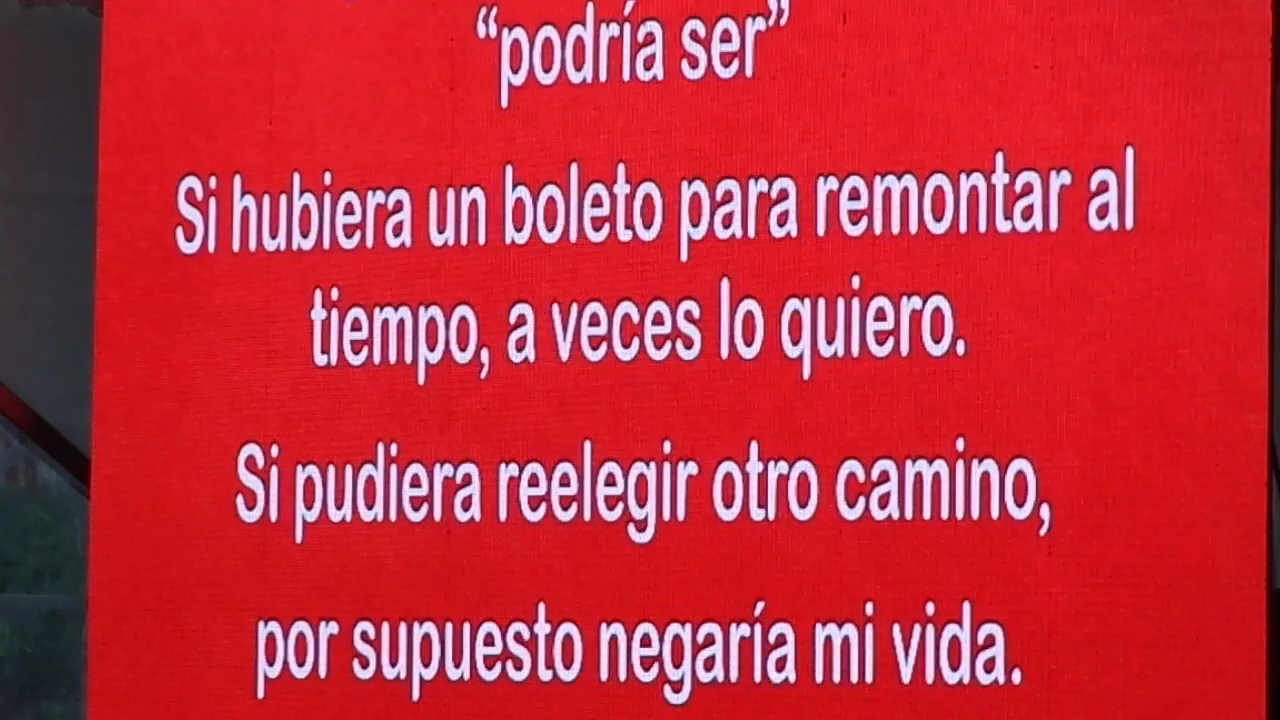 “podría ser”
Si hubiera un boleto para remontar al
tiempo, a veces lo quiero.
Si pudiera reelegir otro camino,
por supuesto negaría mi vida.